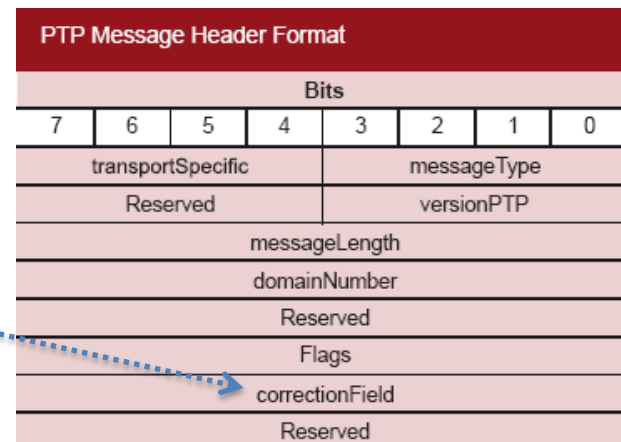 PTP Message Header Format
Bits
7 6 5 4 3 2 1 0
transportSpecific messageType
Reserved versionPTP
messageLength
domainNumber
Reserved
Flags
correctionField
Reserved